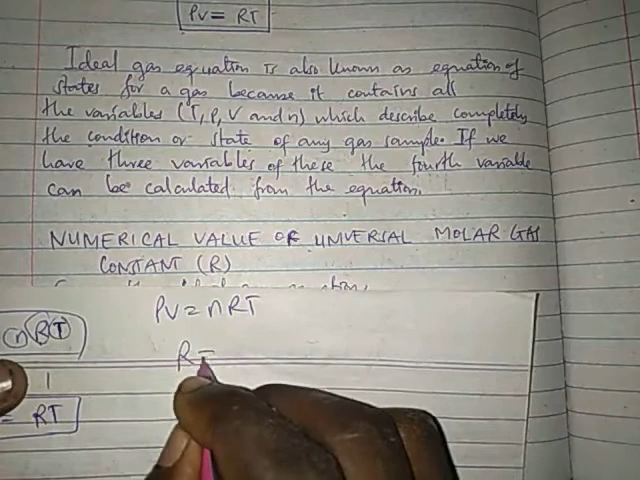 PV = RT
Ideal gas equation is also known as equation of
states for a gas because it contains all
the variables (T, P, V and n) which describe completely
the condition or state of any gas sample. If we
have three variables of these the fourth variable
can be calculated from the equation.
NUMERICAL VALUE OF UNVERSAL MOLAR GAS
CONTANT (R)
PV = nRT
nRT
R =
1
= RT